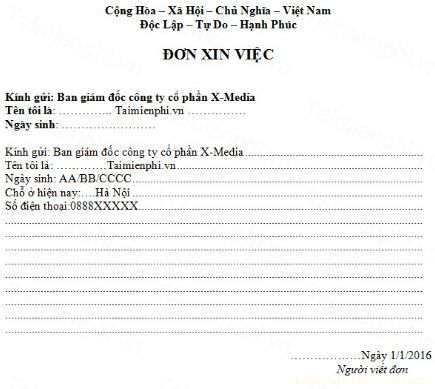 Cộng Hòa – Xã Hội – Chủ Nghĩa – Việt Nam
Độc Lập – Tự Do – Hạnh Phúc
ĐƠN XIN VIỆC
Kính gửi: Ban giám đốc công ty cổ phần X-Media
Tên tôi là: ………….. Taimienphi.vn ……………
Ngày sinh: ……………………
Kính gửi: Ban giám đốc công ty cổ phần X-Media
Tên tôi là: …………..Taimienphi.vn
Ngày sinh: AA/BB/CCCC
Chỗ ở hiện nay:….Hà Nội
Số điện thoại:0888XXXXX
………………Ngày 1/1/2016
Người viết đơn